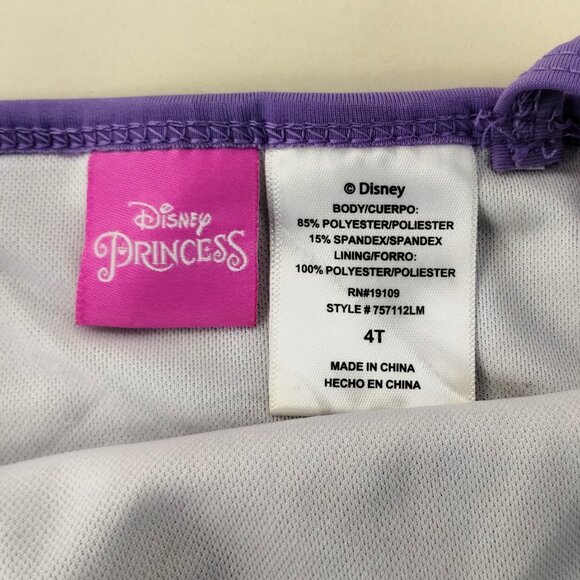 Disney
PRINCESS
© Disney
BODY/CUERPO:
85% POLYESTER/POLIESTER
15% SPANDEX/SPANDEX
LINING/FORRO:
100% POLYESTER/POLIESTER
RN#19109
STYLE # 757112LM
4T
MADE IN CHINA
HECHO EN CHINA